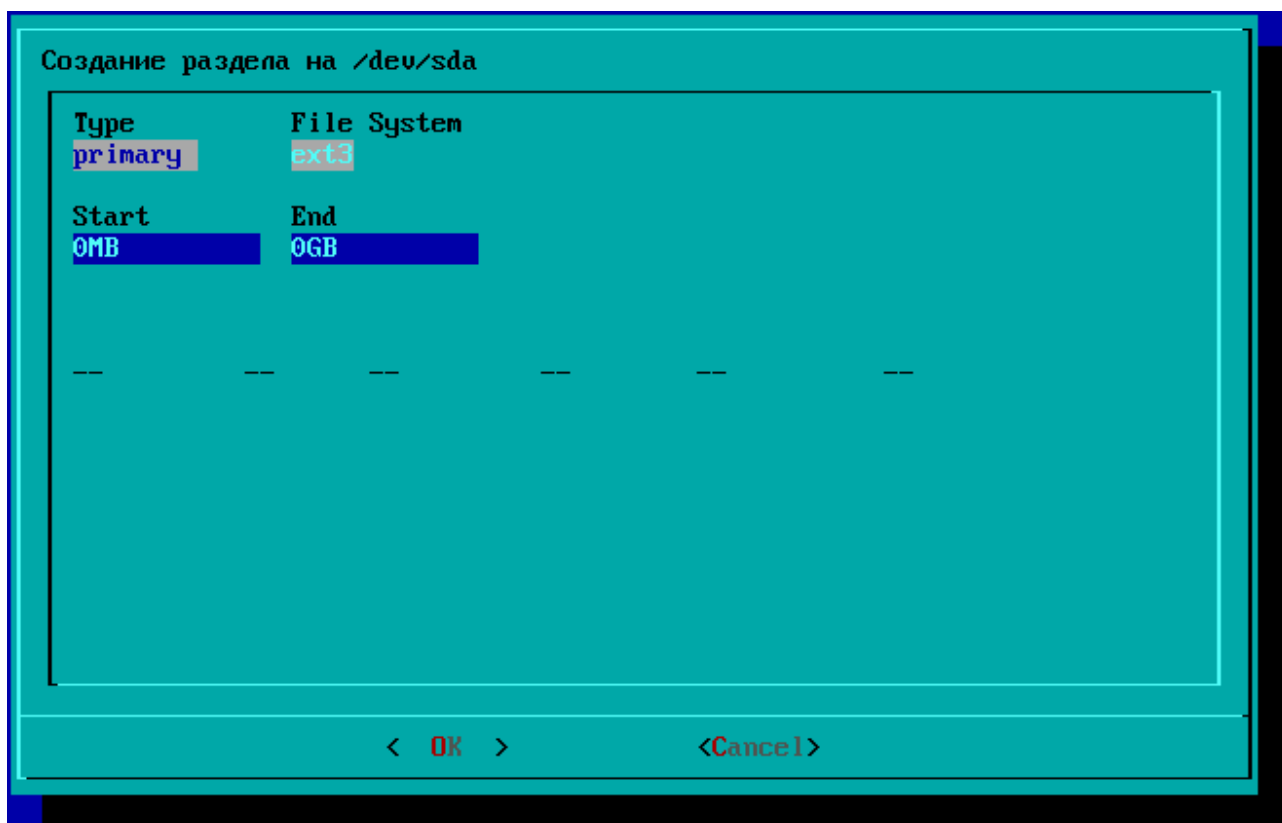 Создание раздела на /dev/sda
Type File System
primary ext3
Start End
0MB 0GB
-- -- -- -- -- --
< OK > <Cancel>